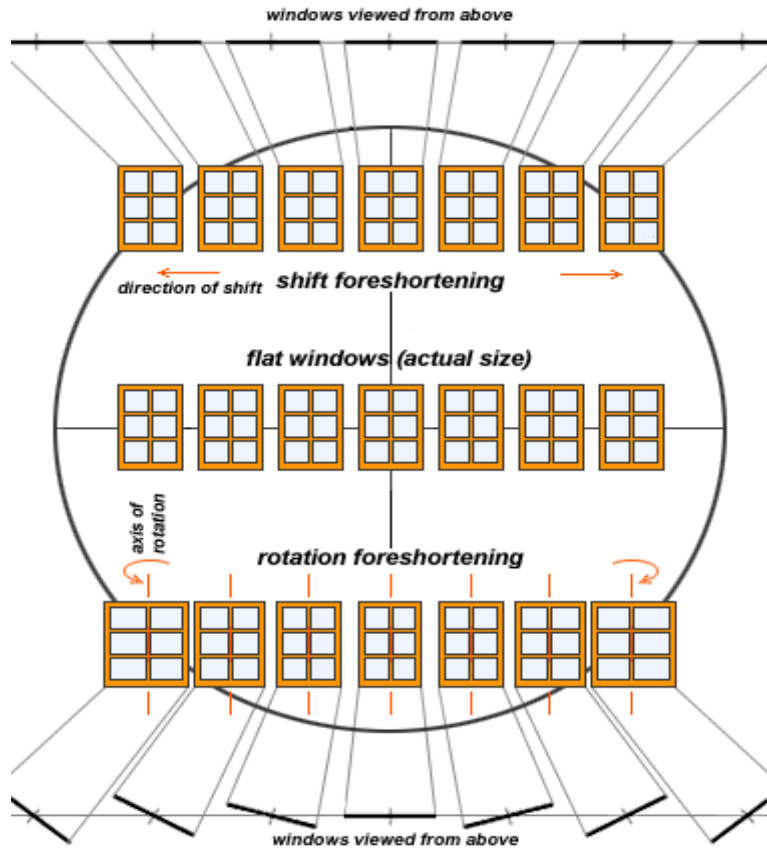 windows viewed from above
direction of shift
shift foreshortening
flat windows (actual size)
axis of
rotation
rotation foreshortening
windows viewed from above